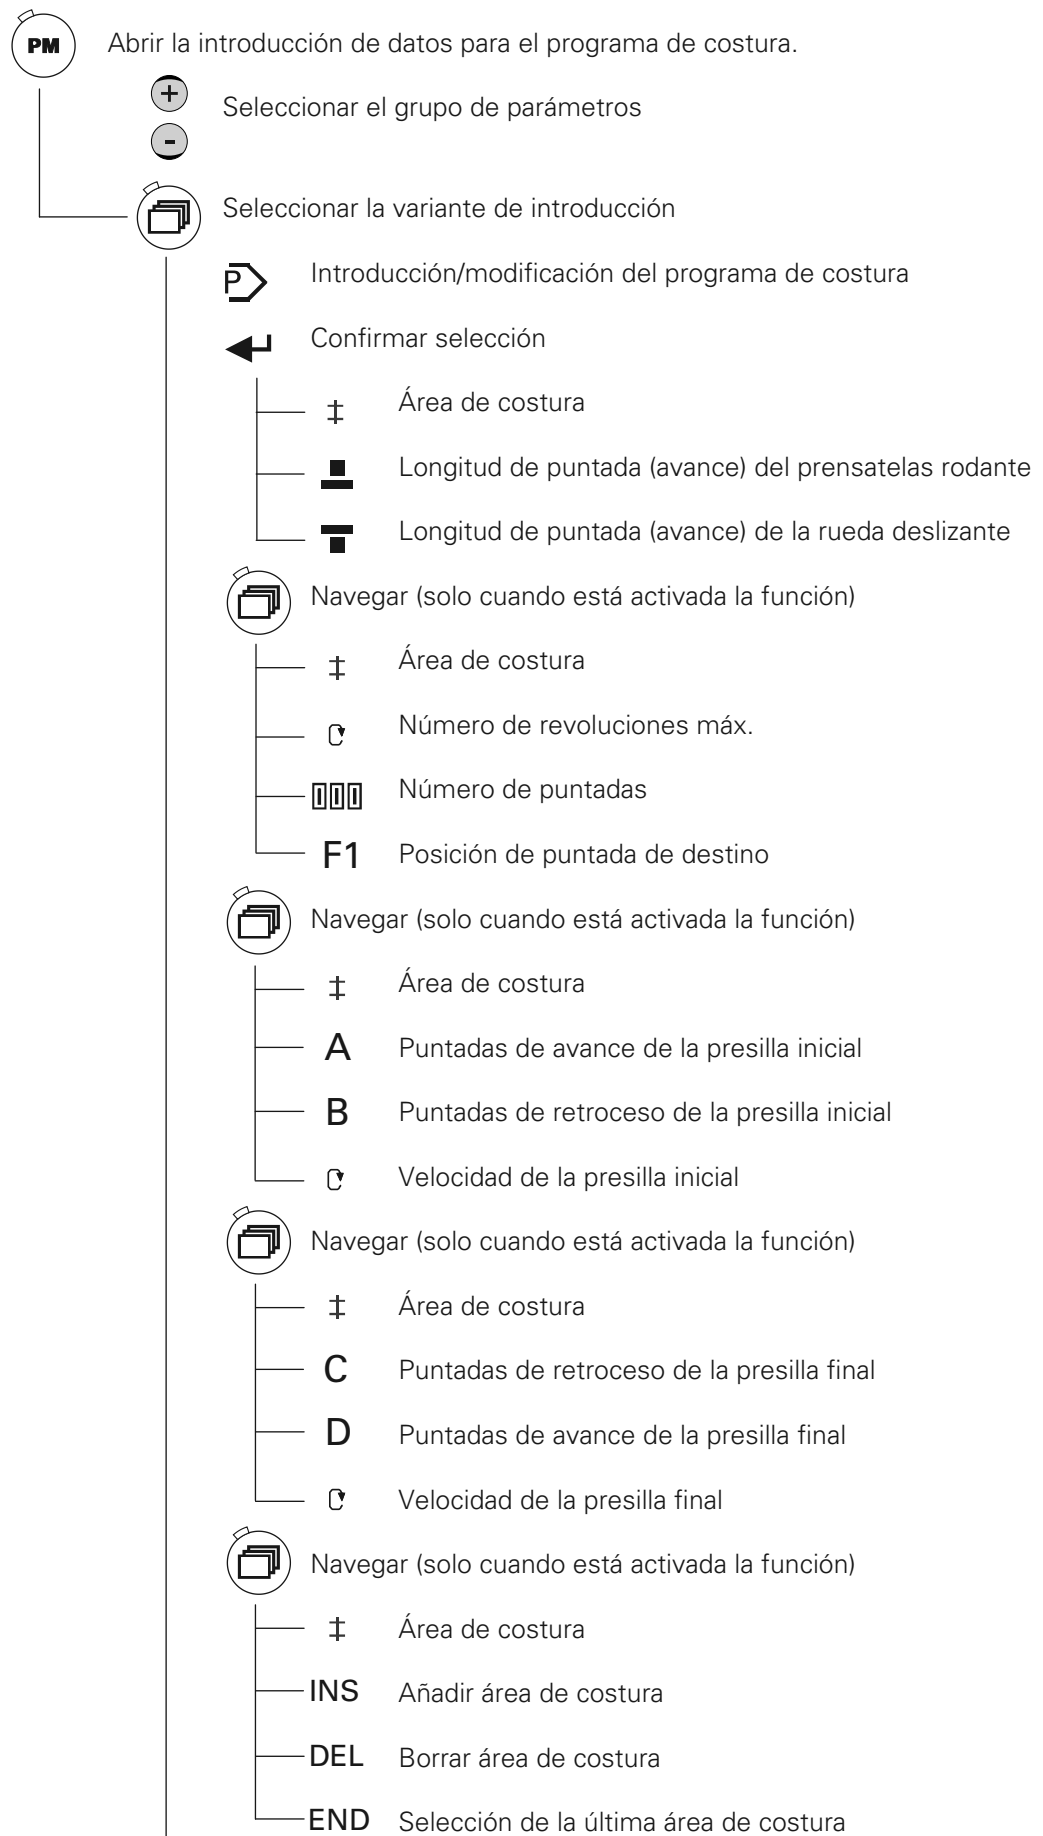 PM Abrir la introducción de datos para el programa de costura.
+
Seleccionar el grupo de parámetros
-
Seleccionar la variante de introducción
P Introducción/modificación del programa de costura
Confirmar selección
Área de costura
Longitud de puntada (avance) del prensatelas rodante
Longitud de puntada (avance) de la rueda deslizante
Navegar (solo cuando está activada la función)
Área de costura
Número de revoluciones máx.
Número de puntadas
F1 Posición de puntada de destino
Navegar (solo cuando está activada la función)
Área de costura
A Puntadas de avance de la presilla inicial
B Puntadas de retroceso de la presilla inicial
Velocidad de la presilla inicial
Navegar (solo cuando está activada la función)
Área de costura
C Puntadas de retroceso de la presilla final
D Puntadas de avance de la presilla final
Velocidad de la presilla final
Navegar (solo cuando está activada la función)
Área de costura
INS Añadir área de costura
DEL Borrar área de costura
END Selección de la última área de costura